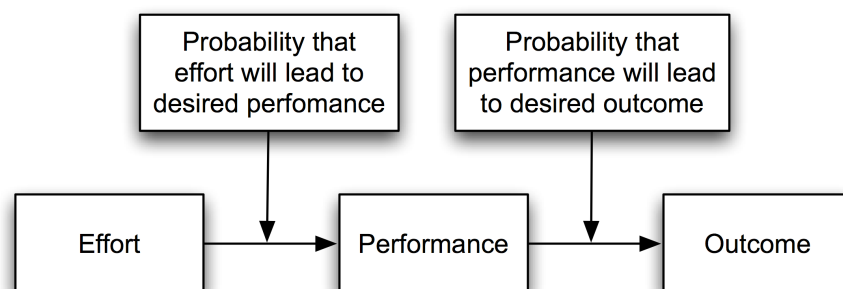 Probability that
effort will lead to
desired perfomance
Probability that
performance will lead
to desired outcome
Effort
Performance
Outcome